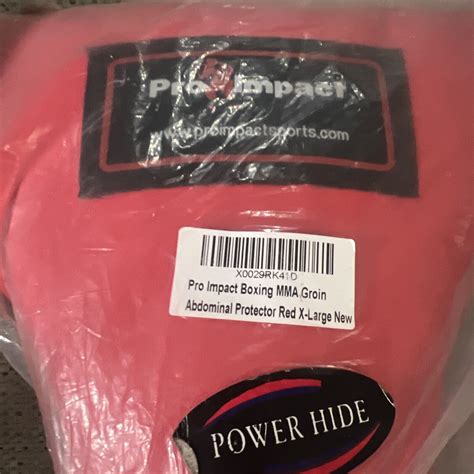 Pro Impact
www.proimpactsports.com
X0029RK41D
Pro Impact Boxing MMA Groin
Abdominal Protector Red X-Large New
POWER HIDE